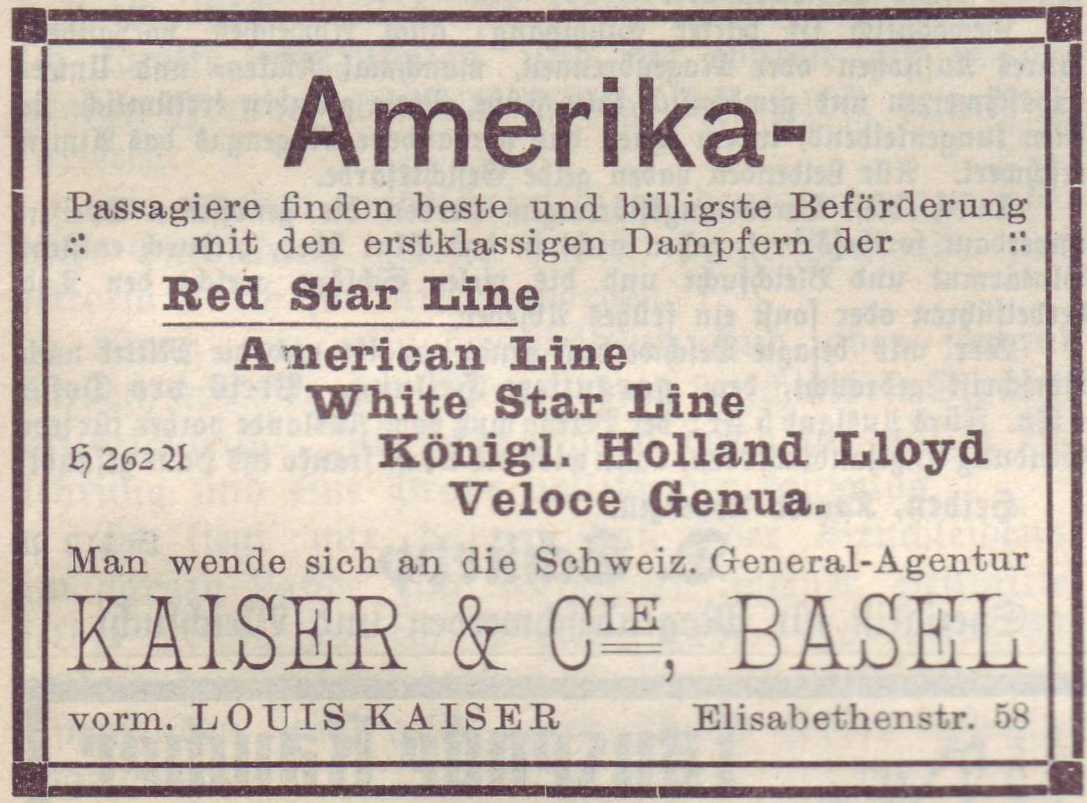 Amerika-
Passagiere finden beste und billigste Beförderung
:: mit den erstklassigen Dampfern der ::
Red Star Line
American Line
White Star Line
H 262 A Königl. Holland Lloyd
Veloce Genua.
Man wende sich an die Schweiz. General-Agentur
KAISER & CIE, BASEL
vorm. LOUIS KAISER Elisabethenstr. 58